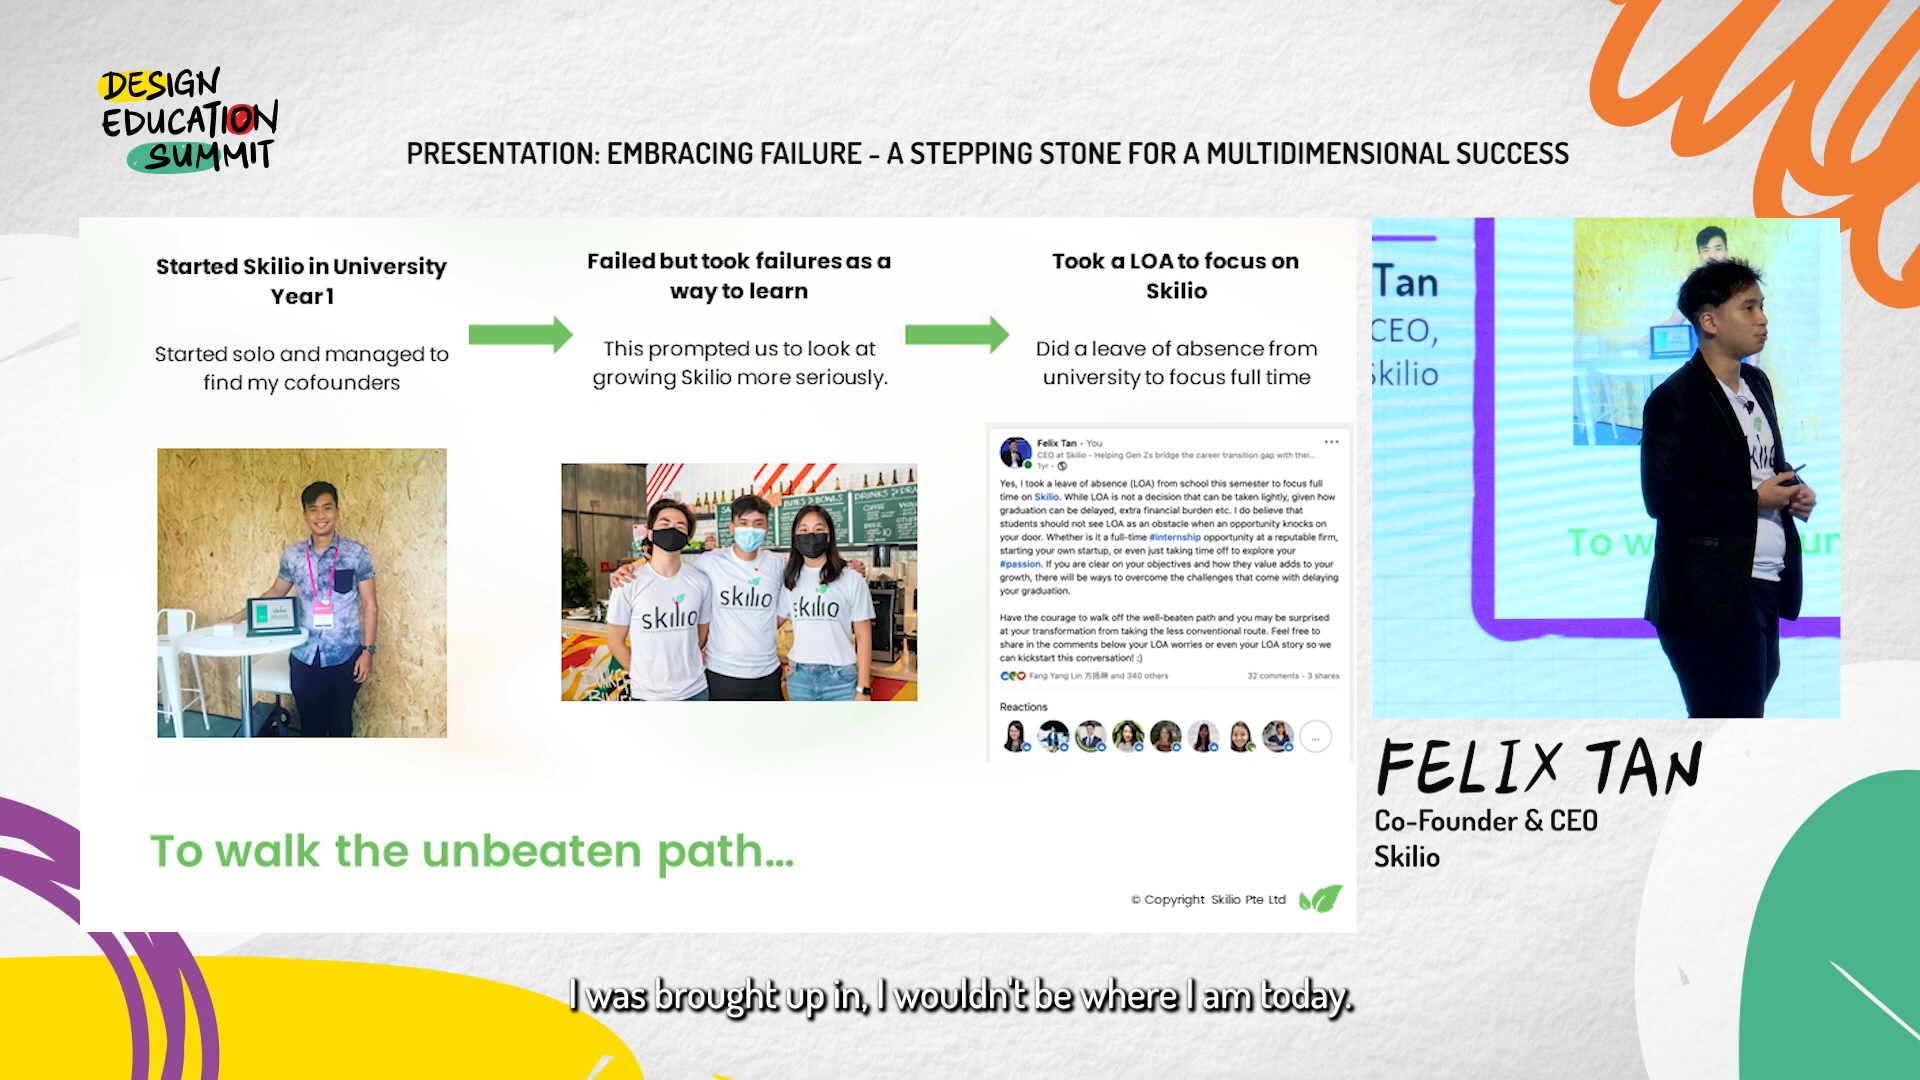 DESIGN
EDUCATION
SUMMIT
PRESENTATION: EMBRACING FAILURE - A STEPPING STONE FOR A MULTIDIMENSIONAL SUCCESS
Started Skilio in University
Year 1
Started solo and managed to
find my cofounders
Failed but took failures as a
way to learn
This prompted us to look at
growing Skilio more seriously.
Took a LOA to focus on
Skilio
Did a leave of absence from
university to focus full time
skilio
skilio
skilio
BITES & BOWLS
COFFEE
Felix Tan • You
CEO at Skilio - Helping Gen Zs bridge the career transition gap with thei...
1yr •
Yes, I took a leave of absence (LOA) from school this semester to focus full
time on Skilio. While LOA is not a decision that can be taken lightly, given how
graduation can be delayed, extra financial burden etc. I do believe that
students should not see LOA as an obstacle when an opportunity knocks on
your door. Whether is it a full-time #internship opportunity at a reputable firm,
starting your own startup, or even just taking time off to explore your
#passion. If you are clear on your objectives and how they value adds to your
growth, there will be ways to overcome the challenges that come with delaying
your graduation.
Have the courage to walk off the well-beaten path and you may be surprised
at your transformation from taking the less conventional route. Feel free to
share in the comments below your LOA worries or even your LOA story so we
can kickstart this conversation! :)
Fang Yang Lin and 340 others
32 comments • 3 shares
Reactions
...
To walk the unbeaten path...
© Copyright Skilio Pte Ltd
Tan
CEO,
Skilio
To w
un
FELIX TAN
Co-Founder & CEO
Skilio
I was brought up in, I wouldn't be where I am today.